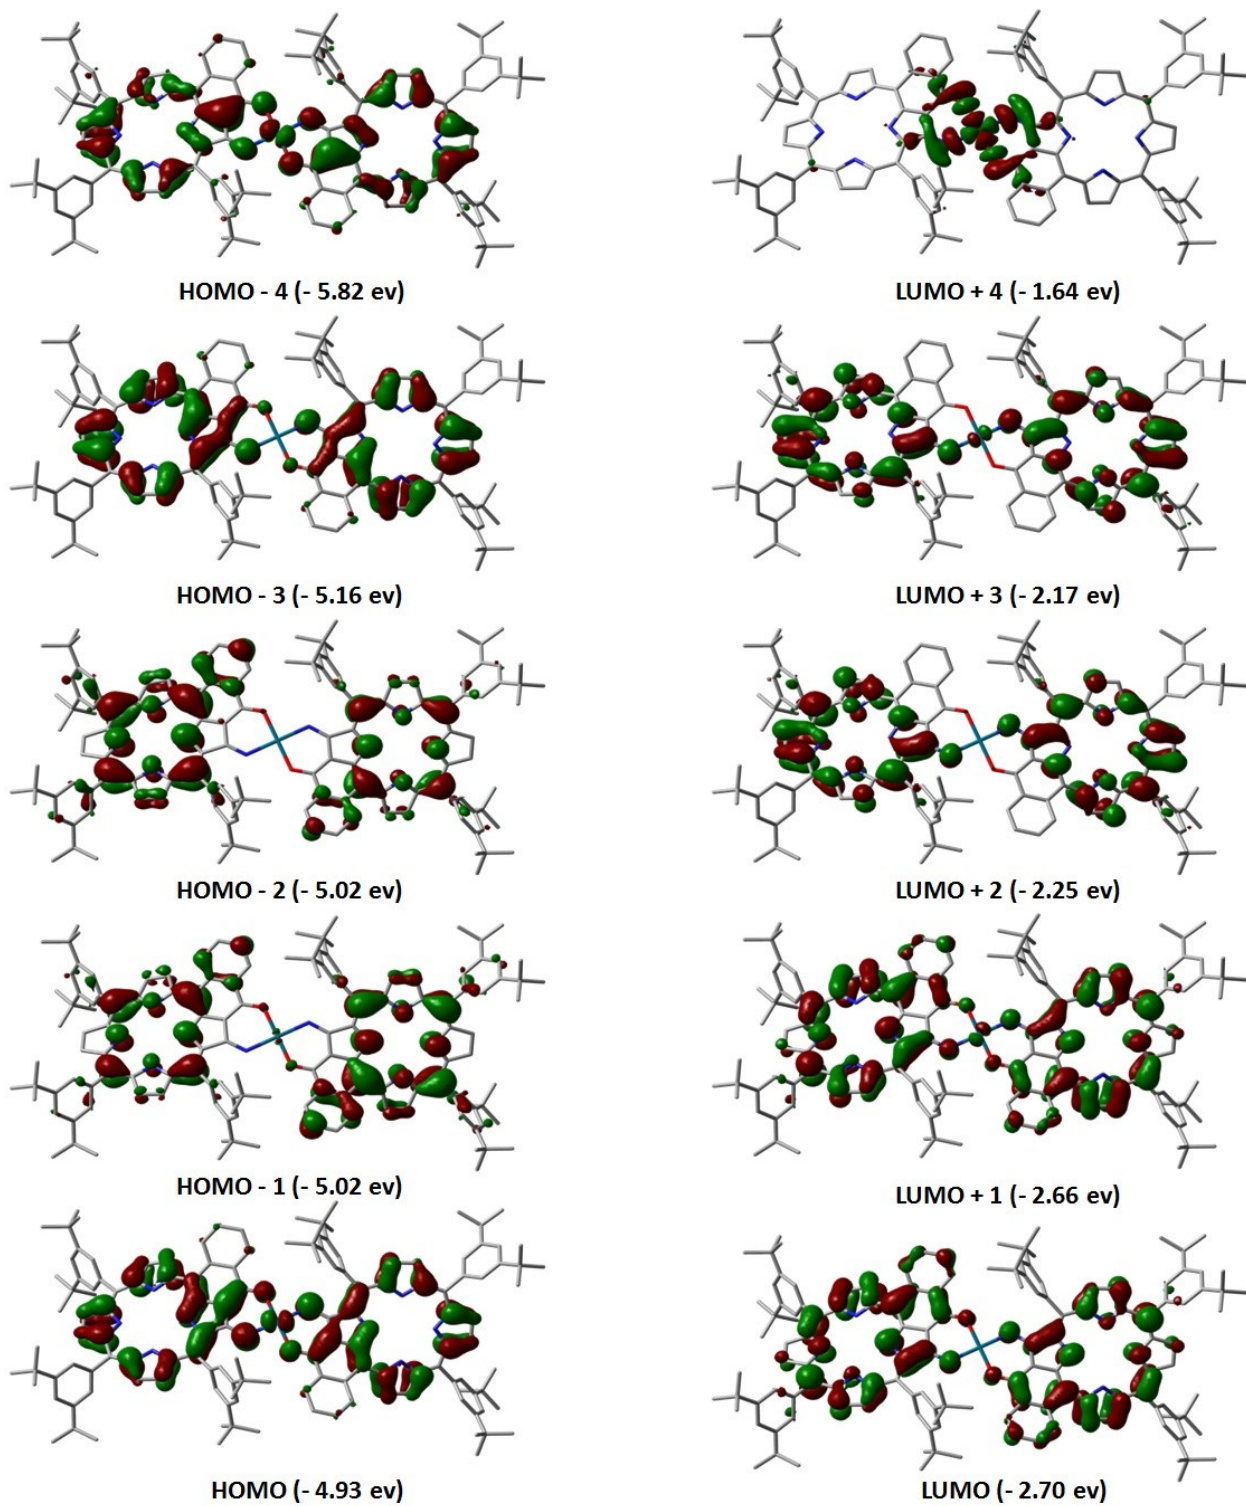 HOMO - 4 (- 5.82 ev)
LUMO + 4 (- 1.64 ev)
HOMO - 3 (- 5.16 ev)
LUMO + 3 (- 2.17 ev)
HOMO - 2 (- 5.02 ev)
LUMO + 2 (- 2.25 ev)
HOMO - 1 (- 5.02 ev)
LUMO + 1 (- 2.66 ev)
HOMO (- 4.93 ev)
LUMO (- 2.70 ev)